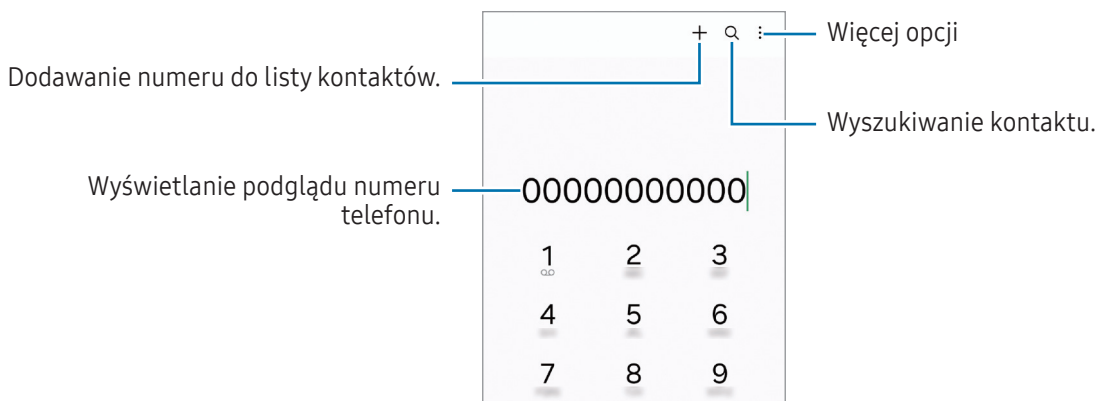 Więcej opcji
Dodawanie numeru do listy kontaktów.
Wyszukiwanie kontaktu.
Wyświetlanie podglądu numeru
telefonu.
00000000000
1 2 3
4 5 6
7 8 9